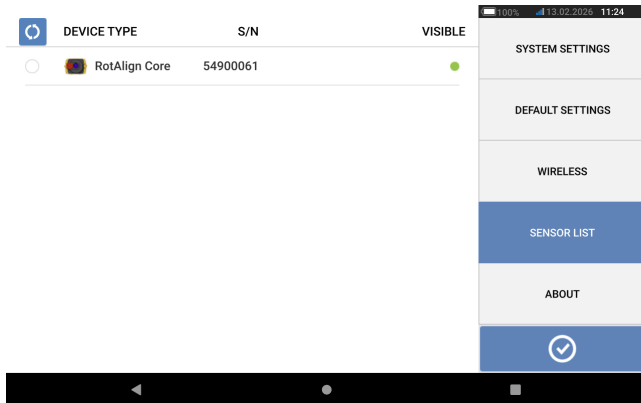 100% 13.02.2026 11:24
DEVICE TYPE S/N VISIBLE
RotAlign Core 54900061
SYSTEM SETTINGS
DEFAULT SETTINGS
WIRELESS
SENSOR LIST
ABOUT